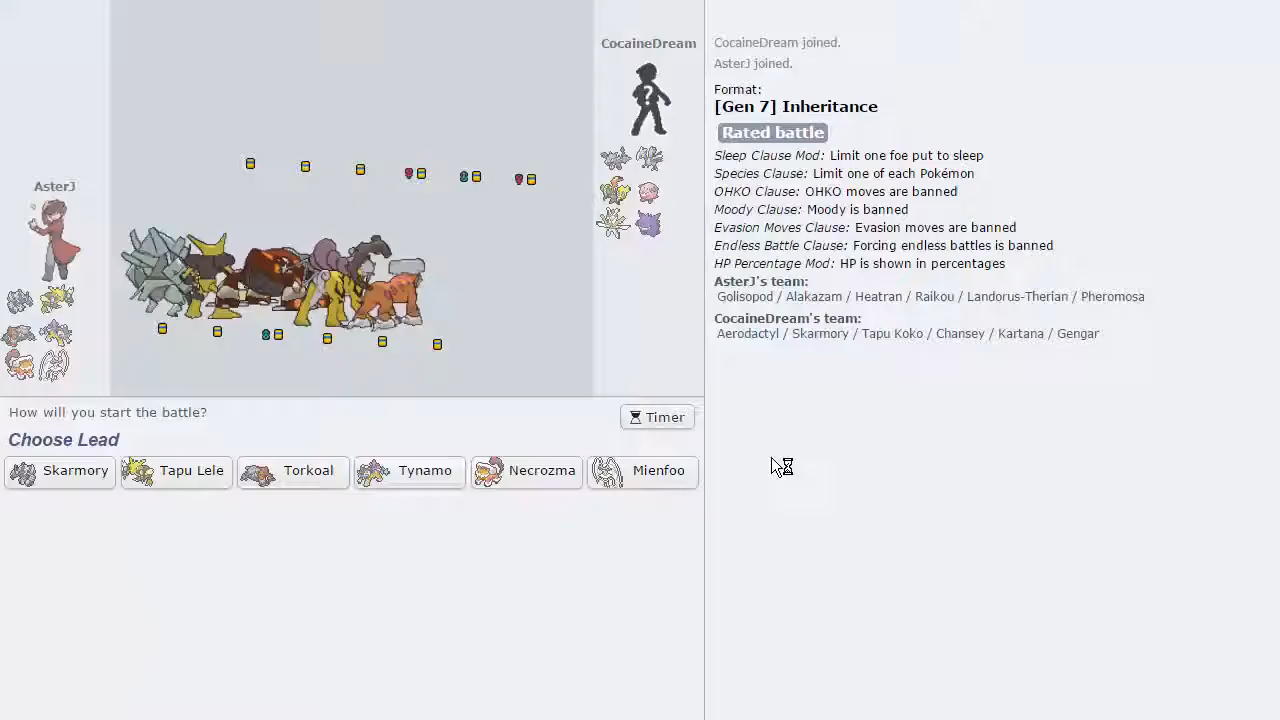 CocaineDream
AsterJ
How will you start the battle?
Timer
Choose Lead
Skarmory
Tapu Lele
Torkoal
Tynamo
Necrozma
Mienfoo
CocaineDream joined.
AsterJ joined.
Format:
[Gen 7] Inheritance
Rated battle
Sleep Clause Mod: Limit one foe put to sleep
Species Clause: Limit one of each Pokémon
OHKO Clause: OHKO moves are banned
Moody Clause: Moody is banned
Evasion Moves Clause: Evasion moves are banned
Endless Battle Clause: Forcing endless battles is banned
HP Percentage Mod: HP is shown in percentages
AsterJ's team:
Golisopod / Alakazam / Heatran / Raikou / Landorus-Therian / Pheromosa
CocaineDream's team:
Aerodactyl / Skarmory / Tapu Koko / Chansey / Kartana / Gengar